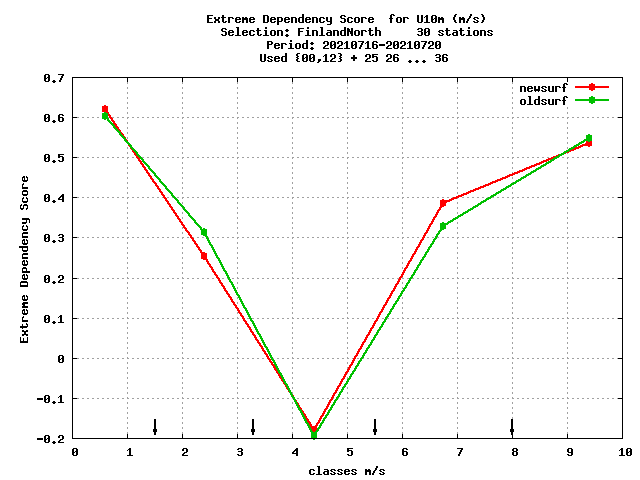 Extreme Dependency Score  for U10m (m/s)
Selection: FinlandNorth     30 stations
Period: 20210716-20210720
Used {00,12} + 25 26 ... 36
newsurf
oldsurf
0.7
0.6
0.5
0.4
0.3
0.2
0.1
0
-0.1
-0.2
Extreme Dependency Score
0 1 2 3 4 5 6 7 8 9 10
classes m/s